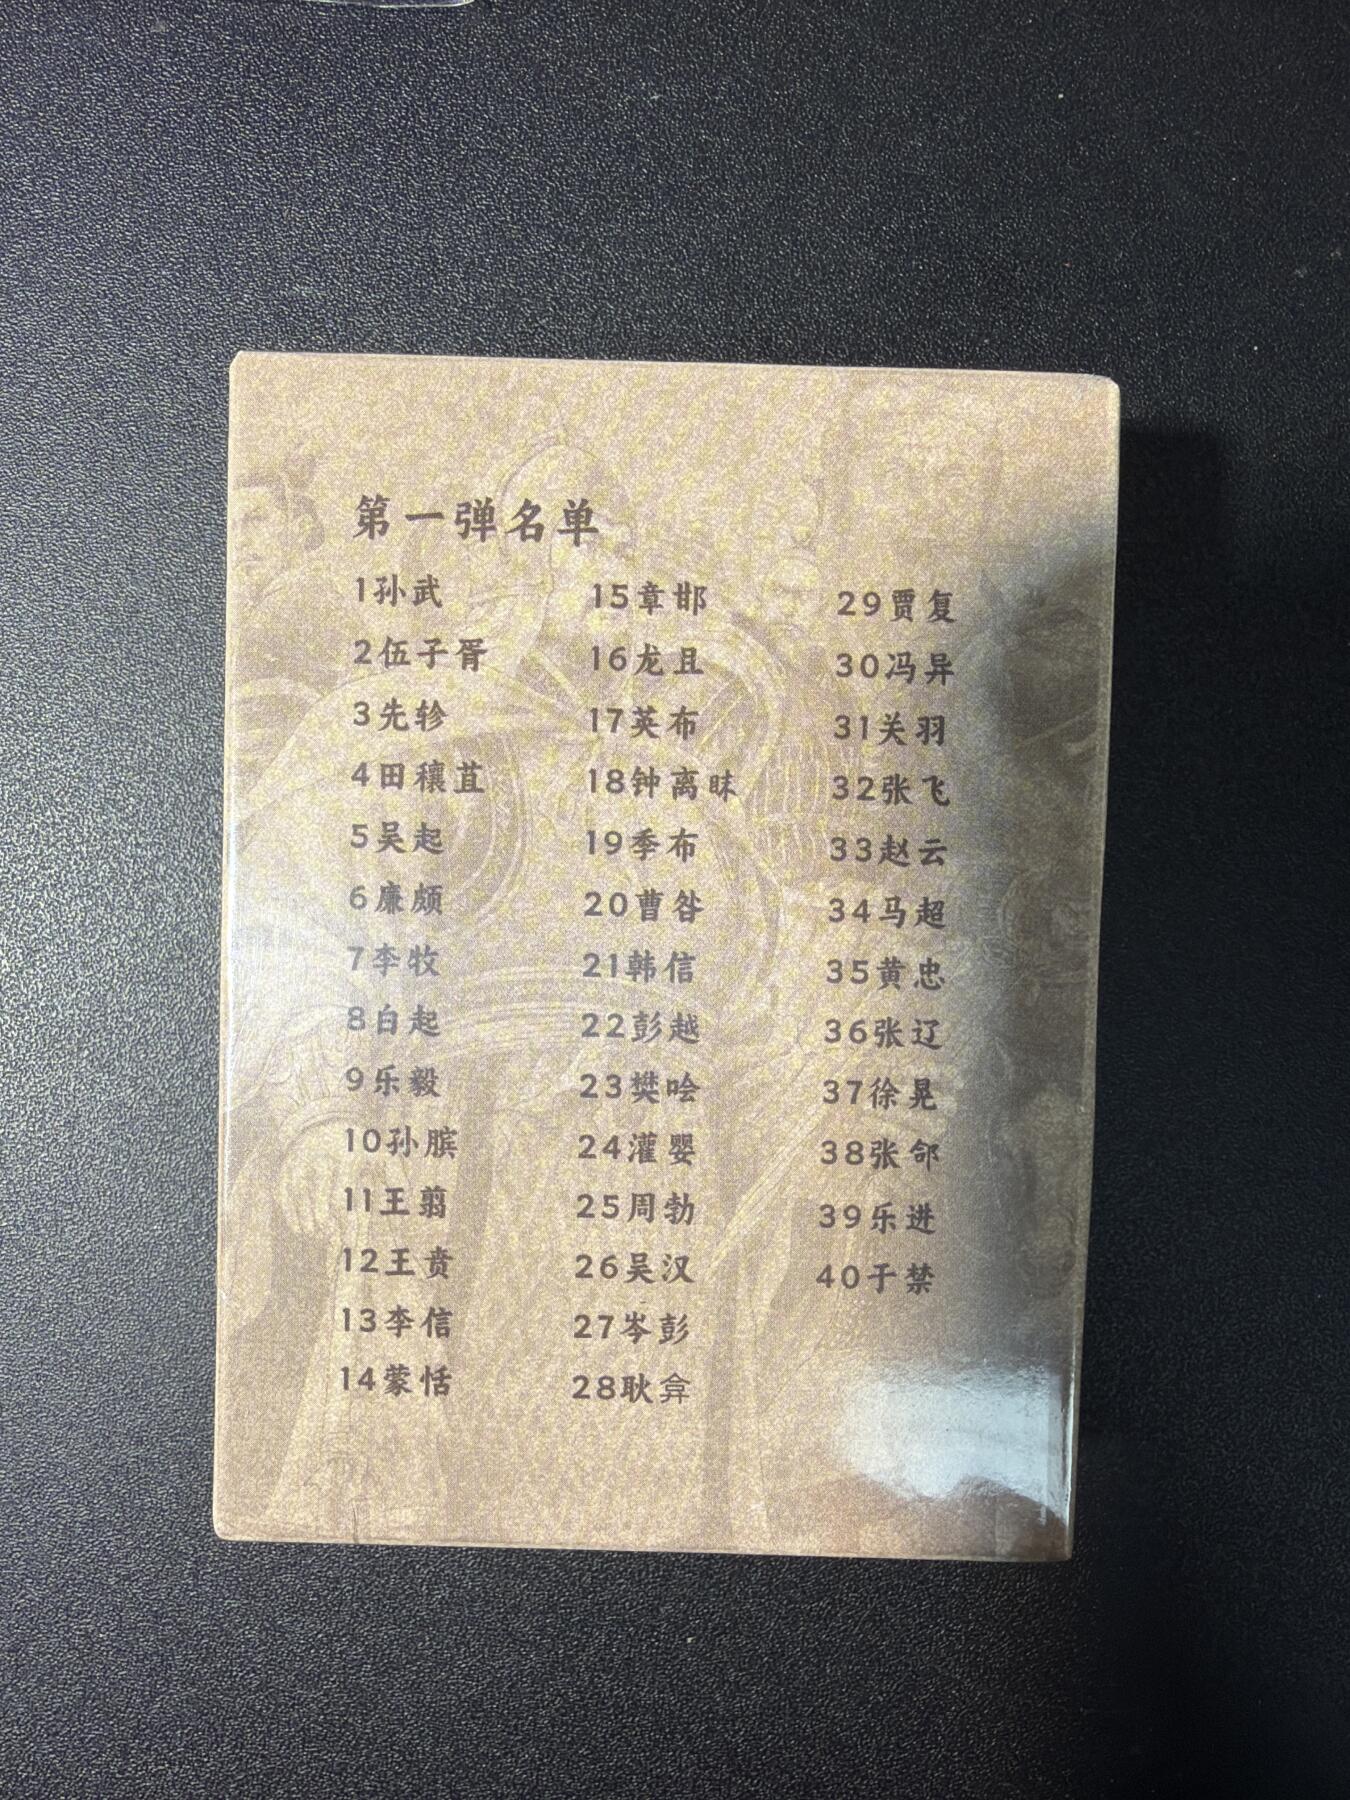 第一弹名单
1孙武
2伍子胥
3先轸
4田穰苴
5吴起
6廉颇
7李牧
8白起
9乐毅
10孙膑
11王翦
12王贲
13李信
14蒙恬
15章邯
16龙且
17英布
18钟离昧
19季布
20曹咎
21韩信
22彭越
23樊哙
24灌婴
25周勃
26吴汉
27岑彭
28耿弇
29贾复
30冯异
31关羽
32张飞
33赵云
34马超
35黄忠
36张辽
37徐晃
38张郃
39乐进
40于禁